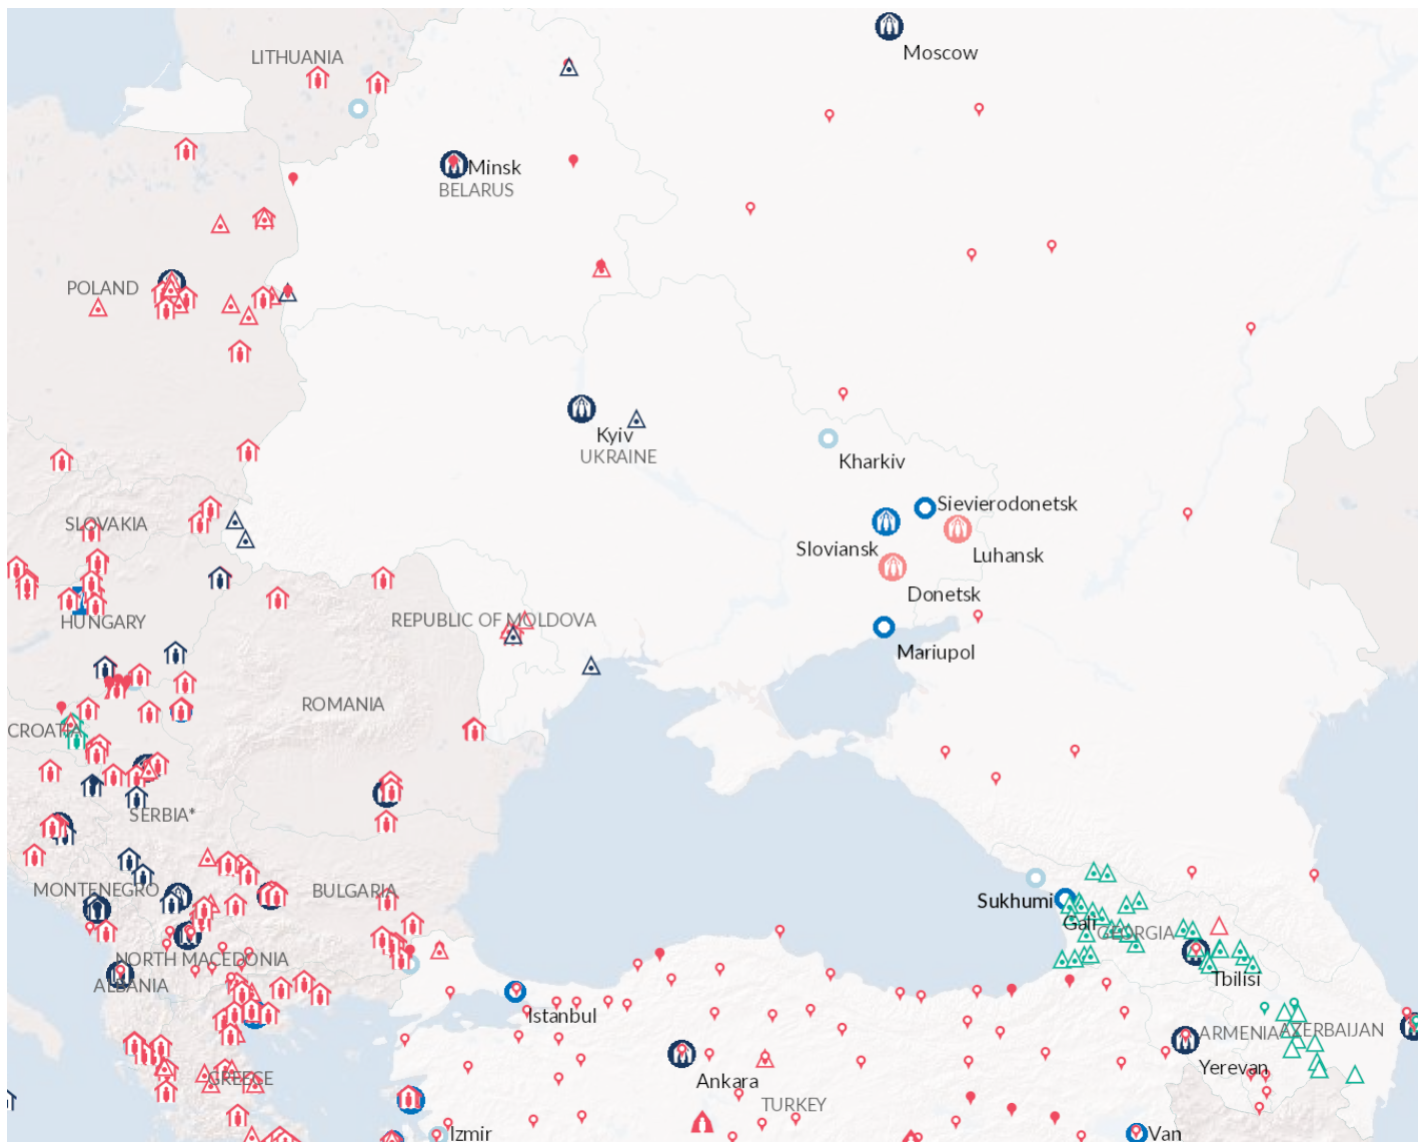 Moscow
LITHUANIA
Minsk
BELARUS
POLAND
Kyiv
UKRAINE
Kharkiv
Sievierodonetsk
SLOVAKIA
Sloviansk
Luhansk
Donetsk
HUNGARY
REPUBLIC OF MOLDOVA
Mariupol
ROMANIA
CROATIA
SERBIA*
MONTENEGRO
BULGARIA
Sukhumi
Gali
GEORGIA
NORTH MACEDONIA
ALBANIA
Tbilisi
Istanbul
ARMENIA
AZERBAIJAN
Yerevan
GREECE
Ankara
TURKEY
Izmir
Van